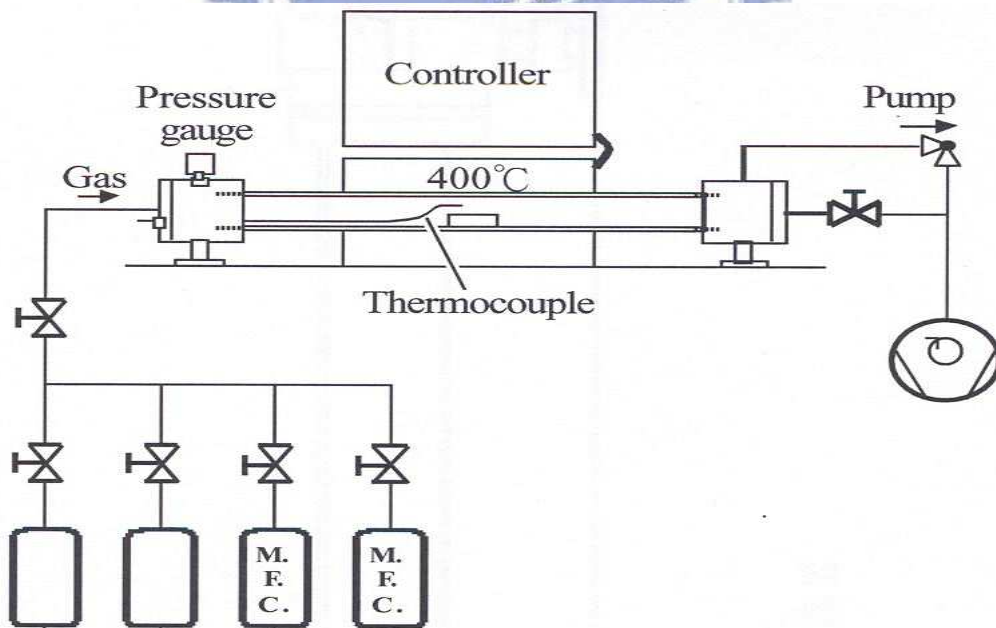 Controller
Pressure
gauge
Pump
Gas
400℃
Thermocouple
M.
F.
C.
M.
F.
C.